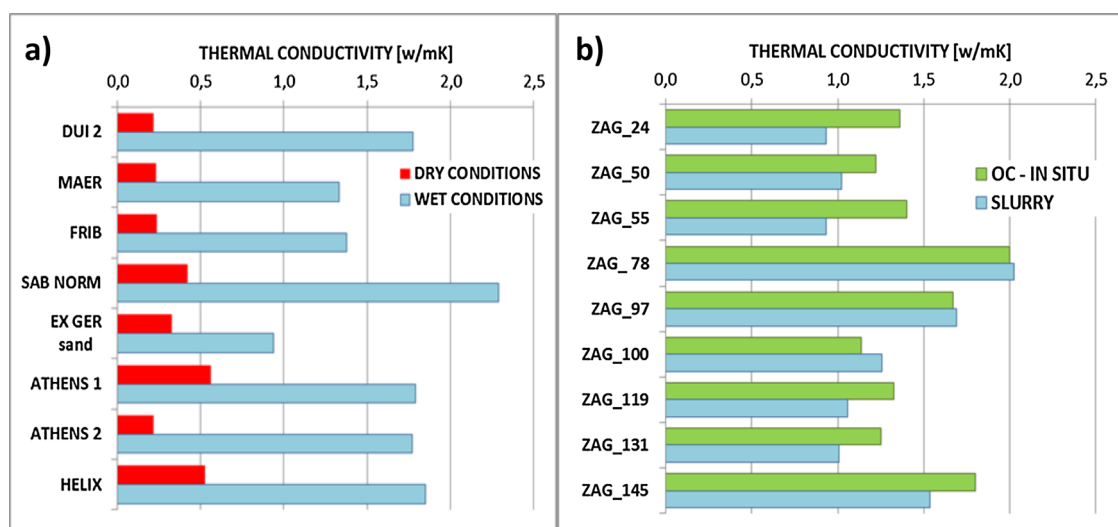 a)
THERMAL CONDUCTIVITY [w/mK]
0,0 0,5 1,0 1,5 2,0 2,5
DUI 2
MAER
FRIB
SAB NORM
EX GER
sand
ATHENS 1
ATHENS 2
HELIX
DRY CONDITIONS
WET CONDITIONS
b)
THERMAL CONDUCTIVITY [w/mK]
0,0 0,5 1,0 1,5 2,0 2,5
ZAG_24
ZAG_50
ZAG_55
ZAG_ 78
ZAG_97
ZAG_100
ZAG_119
ZAG_131
ZAG_145
OC - IN SITU
SLURRY